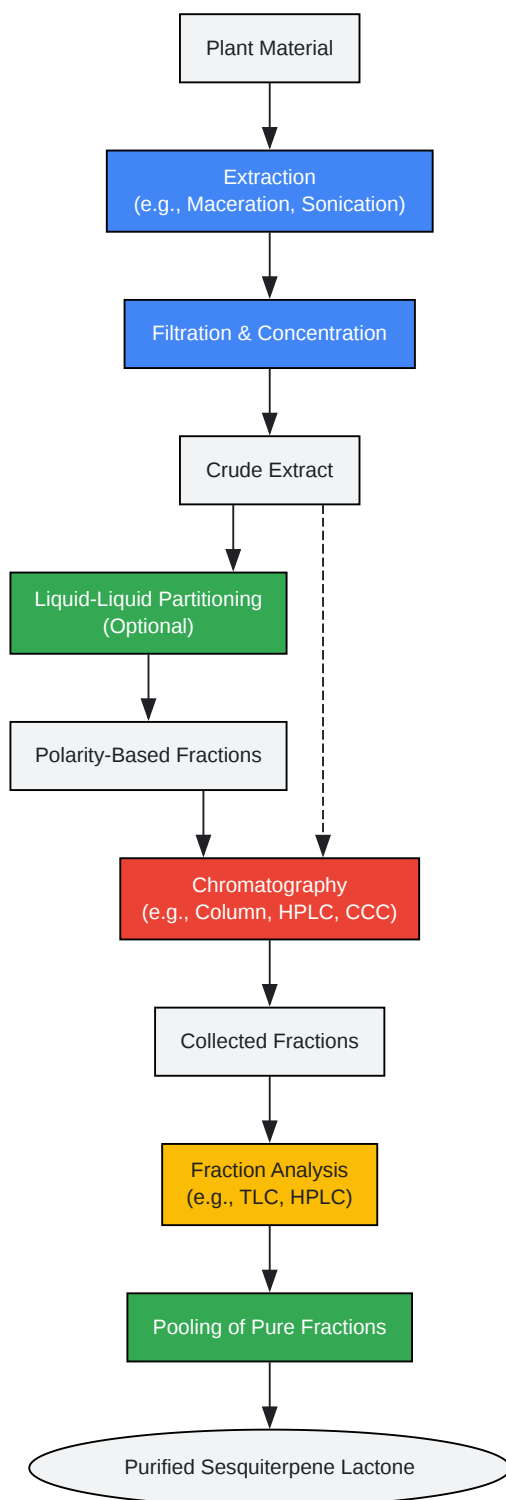 Plant Material
Extraction
(e.g., Maceration, Sonication)
Filtration & Concentration
Crude Extract
Liquid-Liquid Partitioning
(Optional)
Polarity-Based Fractions
Chromatography
(e.g., Column, HPLC, CCC)
Collected Fractions
Fraction Analysis
(e.g., TLC, HPLC)
Pooling of Pure Fractions
Purified Sesquiterpene Lactone